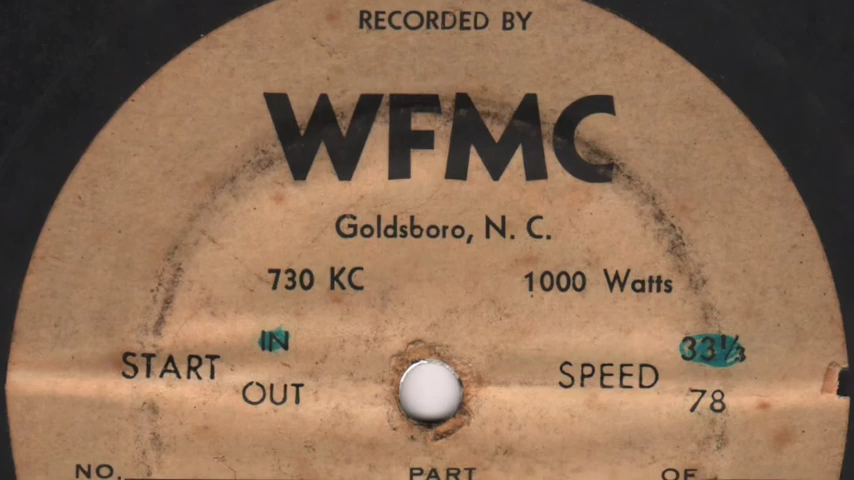 RECORDED BY
WFMC
Goldsboro, N. C.
730 KC 1000 Watts
START IN OUT SPEED 33⅓ 78
NO. PART OF